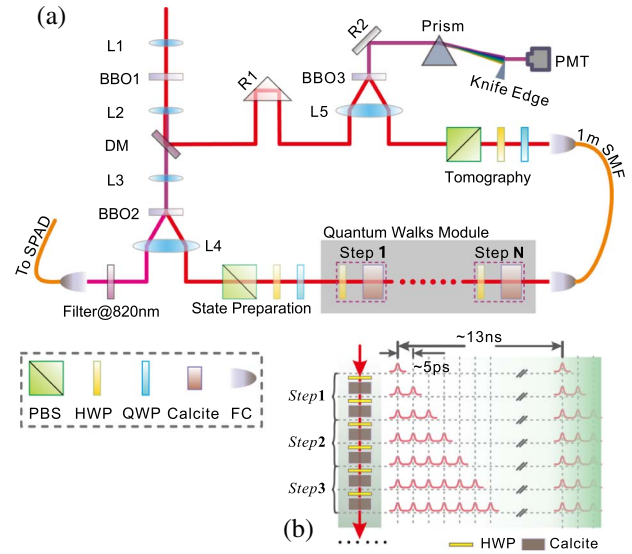 (a)
L1
BBO1
L2
DM
L3
BBO2
L4
R1
R2
BBO3
L5
Prism
Knife Edge
PMT
Tomography
1m SMF
To SPAD
Filter@820nm
State Preparation
Quantum Walks Module
Step 1
Step N
PBS HWP QWP Calcite FC
~13ns
~5ps
Step1
Step2
Step3
(b)
HWP Calcite